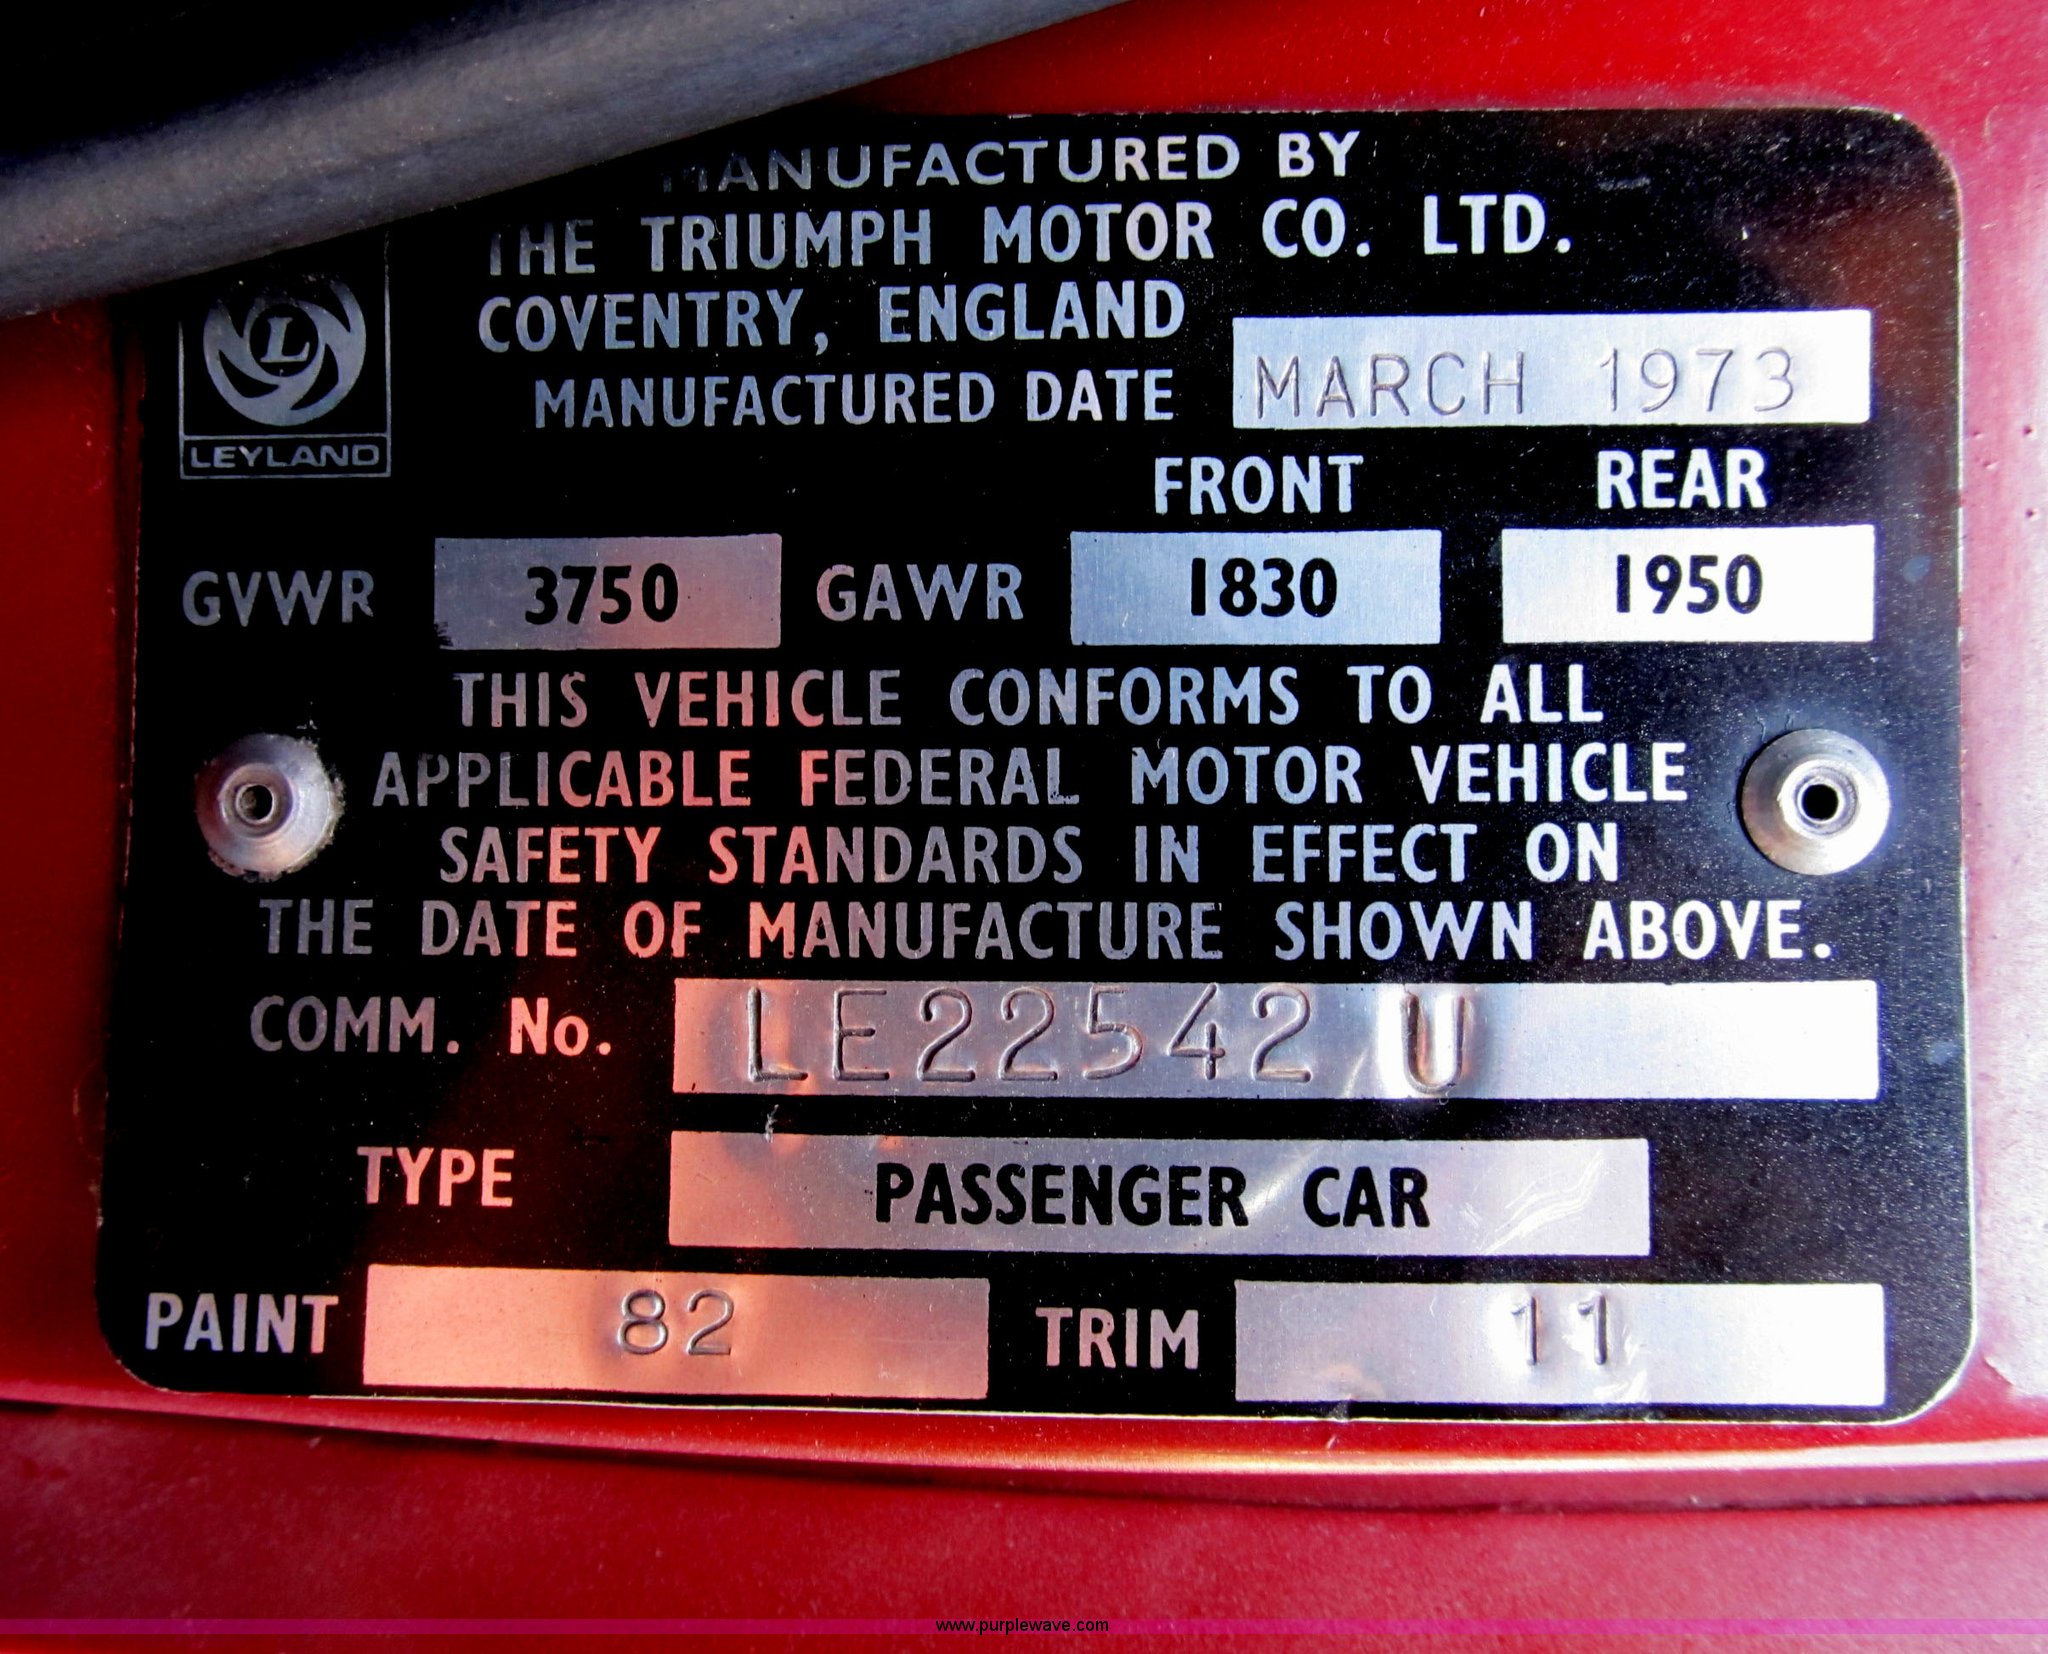 MANUFACTURED BY
THE TRIUMPH MOTOR CO. LTD.
COVENTRY, ENGLAND
MANUFACTURED DATE MARCH 1973
L
LEYLAND
FRONT REAR
GVWR 3750 GAWR 1830 1950
THIS VEHICLE CONFORMS TO ALL
APPLICABLE FEDERAL MOTOR VEHICLE
SAFETY STANDARDS IN EFFECT ON
THE DATE OF MANUFACTURE SHOWN ABOVE.
COMM. No. LE22542 U
TYPE PASSENGER CAR
PAINT 82 TRIM 11
www.purplewave.com